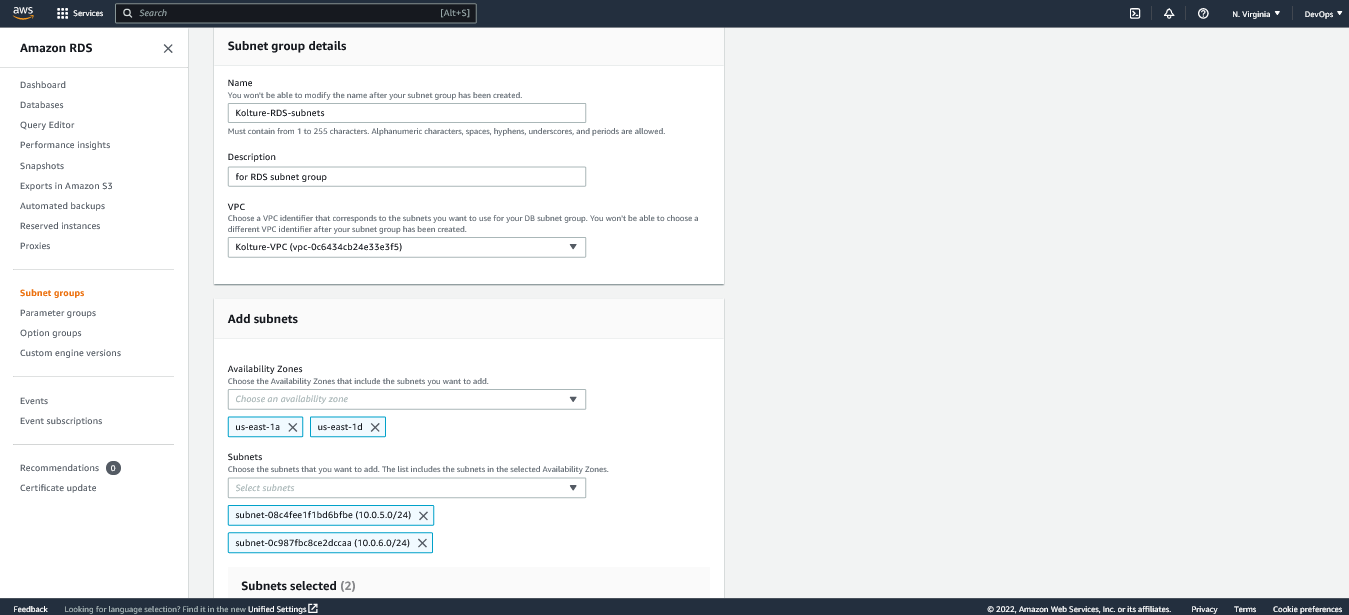 aws
Services
Search
[Alt+S]
N. Virginia
DevOps
Amazon RDS
Dashboard
Databases
Query Editor
Performance insights
Snapshots
Exports in Amazon S3
Automated backups
Reserved instances
Proxies
Subnet groups
Parameter groups
Option groups
Custom engine versions
Events
Event subscriptions
Recommendations 0
Certificate update
Subnet group details
Name
You won't be able to modify the name after your subnet group has been created.
Kolture-RDS-subnets
Must contain from 1 to 255 characters. Alphanumeric characters, spaces, hyphens, underscores, and periods are allowed.
Description
for RDS subnet group
VPC
Choose a VPC identifier that corresponds to the subnets you want to use for your DB subnet group. You won't be able to choose a
different VPC identifier after your subnet group has been created.
Kolture-VPC (vpc-0c6434cb24e33e3f5)
Add subnets
Availability Zones
Choose the Availability Zones that include the subnets you want to add.
Choose an availability zone
us-east-1a
us-east-1d
Subnets
Choose the subnets that you want to add. The list includes the subnets in the selected Availability Zones.
Select subnets
subnet-08c4fee1f1bd6bfbe (10.0.5.0/24)
subnet-0c987fbc8ce2dccaa (10.0.6.0/24)
Subnets selected (2)
Feedback
Looking for language selection? Find it in the new Unified Settings
© 2022, Amazon Web Services, Inc. or its affiliates.
Privacy
Terms
Cookie preferences